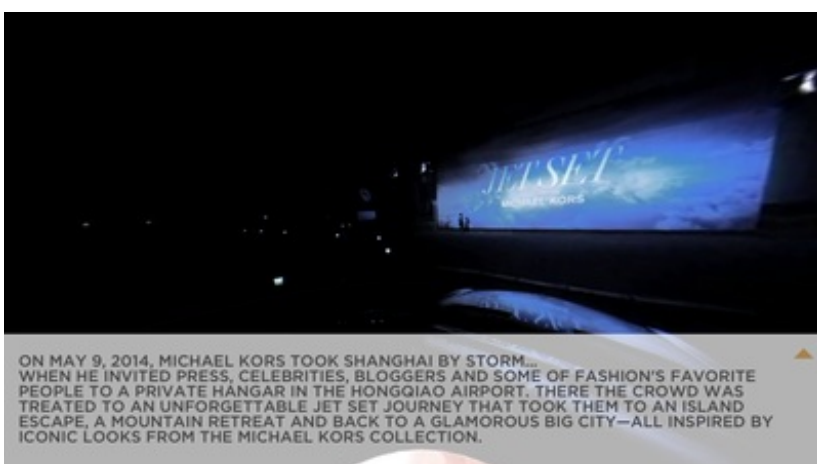 JET SET
MICHAEL KORS
ON MAY 9, 2014, MICHAEL KORS TOOK SHANGHAI BY STORM...
WHEN HE INVITED PRESS, CELEBRITIES, BLOGGERS AND SOME OF FASHION'S FAVORITE
PEOPLE TO A PRIVATE HANGAR IN THE HONGQIAO AIRPORT. THERE THE CROWD WAS
TREATED TO AN UNFORGETTABLE JET SET JOURNEY THAT TOOK THEM TO AN ISLAND
ESCAPE, A MOUNTAIN RETREAT AND BACK TO A GLAMOROUS BIG CITY—ALL INSPIRED BY
ICONIC LOOKS FROM THE MICHAEL KORS COLLECTION.